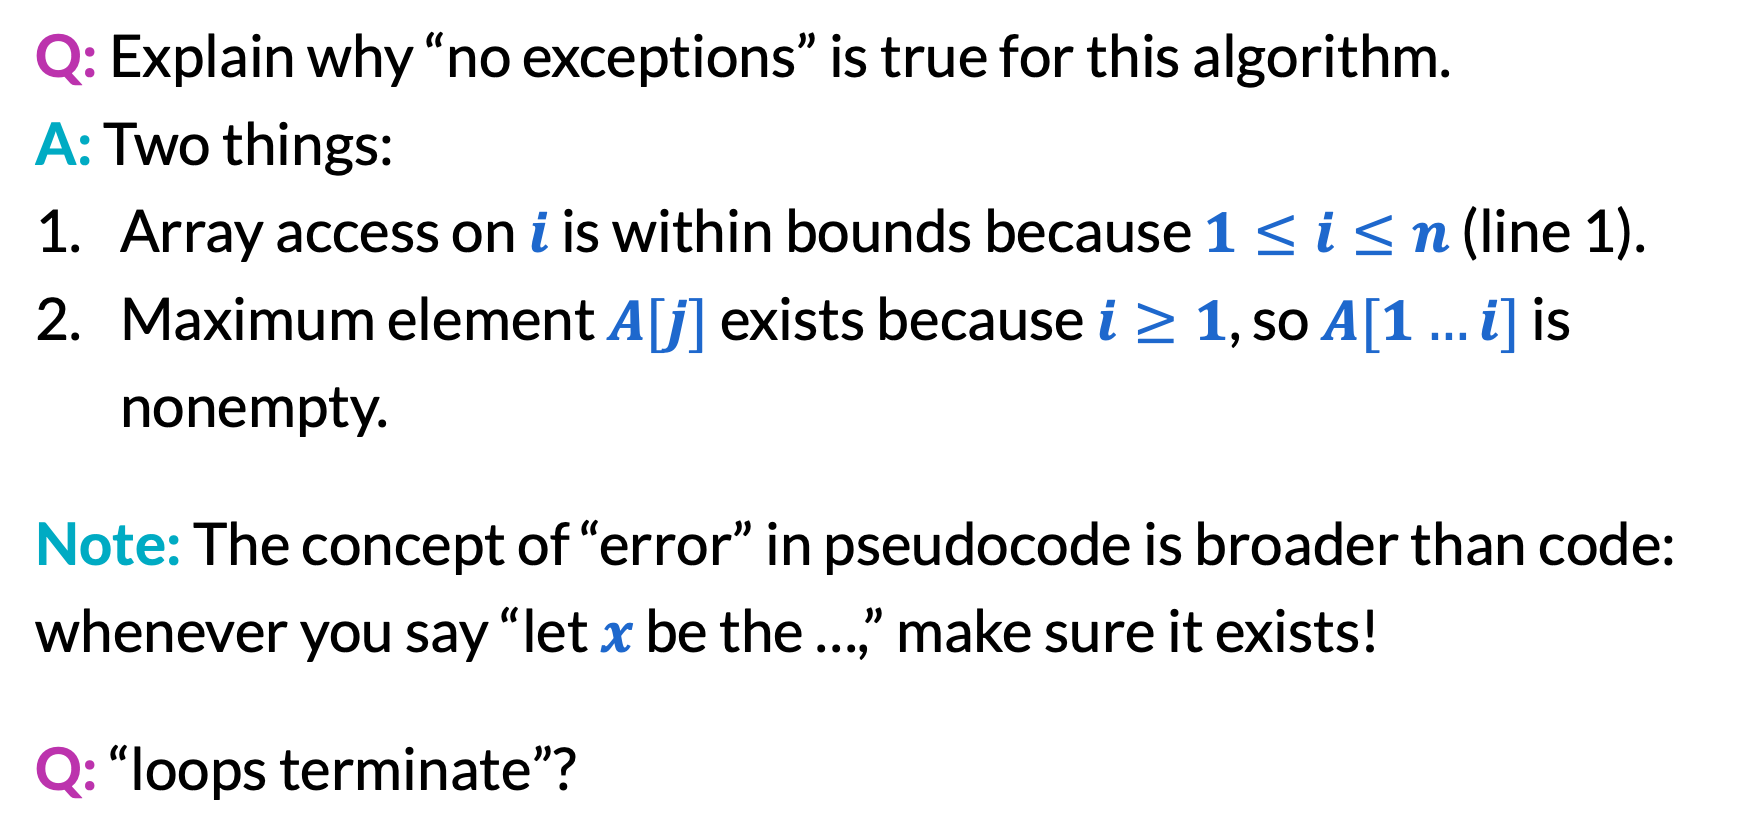 Q: Explain why “no exceptions” is true for this algorithm.
A: Two things:
1. Array access on i is within bounds because 1 ≤ i ≤ n (line 1).
2. Maximum element A[j] exists because i ≥ 1, so A[1 … i] is
nonempty.
Note: The concept of “error” in pseudocode is broader than code:
whenever you say “let x be the …,” make sure it exists!
Q: “loops terminate”?